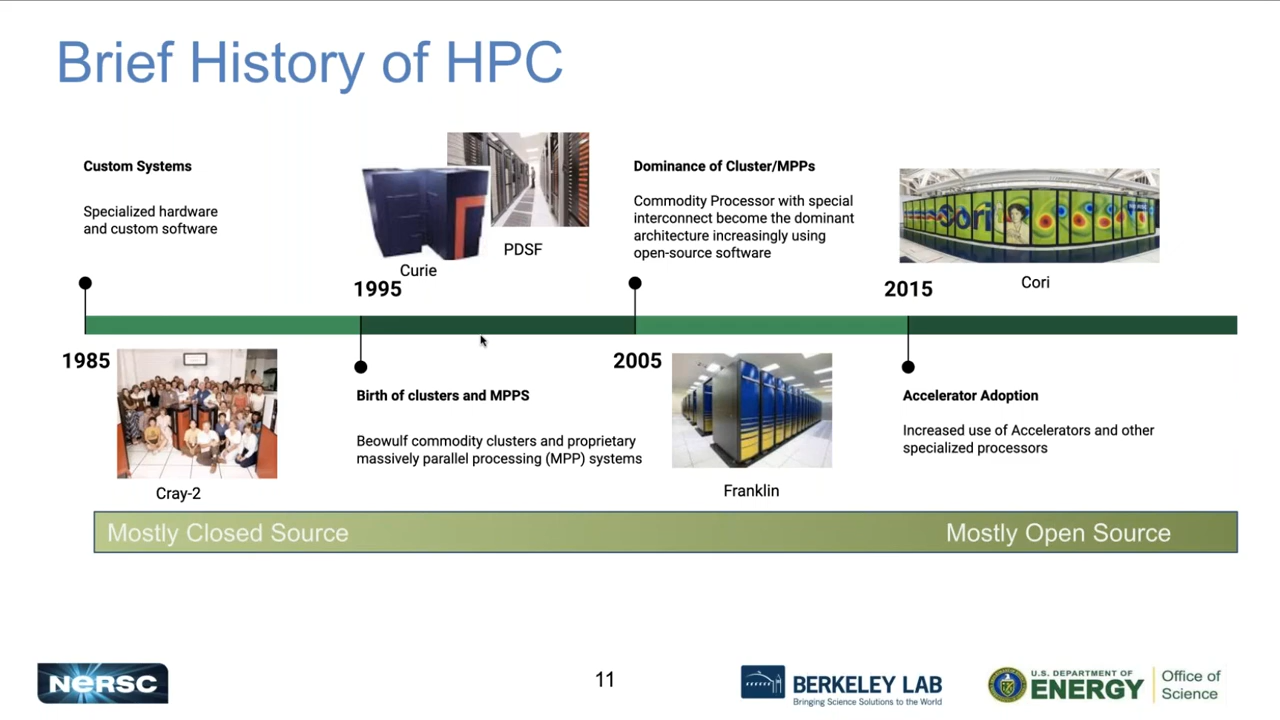 Brief History of HPC
Custom Systems
Specialized hardware
and custom software
Curie
PDSF
Dominance of Cluster/MPPs
Commodity Processor with special
interconnect become the dominant
architecture increasingly using
open-source software
Cori
Cori
1995
2015
1985
2005
Cray-2
Birth of clusters and MPPS
Beowulf commodity clusters and proprietary
massively parallel processing (MPP) systems
Franklin
Accelerator Adoption
Increased use of Accelerators and other
specialized processors
Mostly Closed Source
Mostly Open Source
NERSC
11
BERKELEY LAB
Bringing Science Solutions to the World
U.S. DEPARTMENT OF
ENERGY
Office of
Science